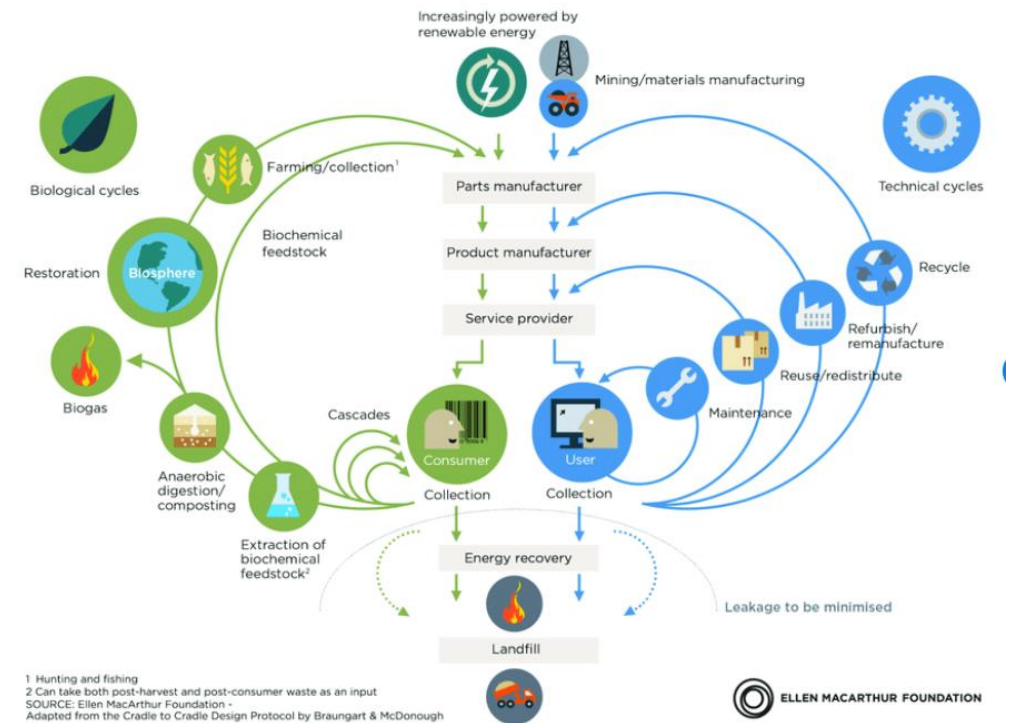 Increasingly powered by
renewable energy
Mining/materials manufacturing
Biological cycles
Technical cycles
Farming/collection¹
Parts manufacturer
Biochemical
feedstock
Product manufacturer
Restoration
Biosphere
Recycle
Service provider
Refurbish/
remanufacture
Biogas
Reuse/redistribute
Cascades
Maintenance
Consumer
User
Anaerobic
digestion/
composting
Collection
Collection
Extraction of
biochemical
feedstock²
Energy recovery
Leakage to be minimised
Landfill
1 Hunting and fishing
2 Can take both post-harvest and post-consumer waste as an input
SOURCE: Ellen MacArthur Foundation -
Adapted from the Cradle to Cradle Design Protocol by Braungart & McDonough
ELLEN MACARTHUR FOUNDATION